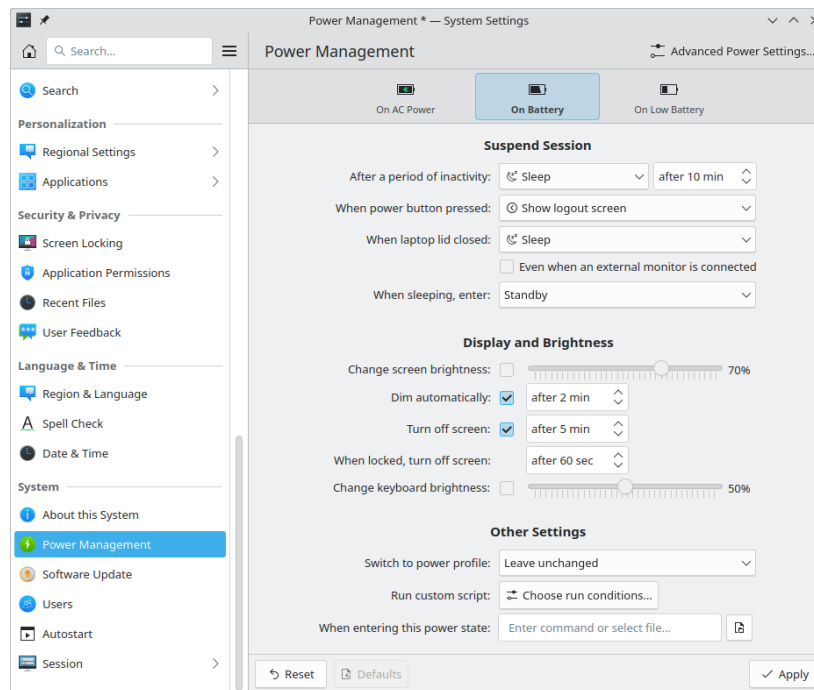 Power Management * — System Settings
Search...
Power Management
Advanced Power Settings...
Search
Personalization
Regional Settings
Applications
Security & Privacy
Screen Locking
Application Permissions
Recent Files
User Feedback
Language & Time
Region & Language
Spell Check
Date & Time
System
About this System
Power Management
Software Update
Users
Autostart
Session
On AC Power
On Battery
On Low Battery
Suspend Session
After a period of inactivity: Sleep after 10 min
When power button pressed: Show logout screen
When laptop lid closed: Sleep
Even when an external monitor is connected
When sleeping, enter: Standby
Display and Brightness
Change screen brightness: 70%
Dim automatically: after 2 min
Turn off screen: after 5 min
When locked, turn off screen: after 60 sec
Change keyboard brightness: 50%
Other Settings
Switch to power profile: Leave unchanged
Run custom script: Choose run conditions...
When entering this power state: Enter command or select file...
Reset
Defaults
Apply